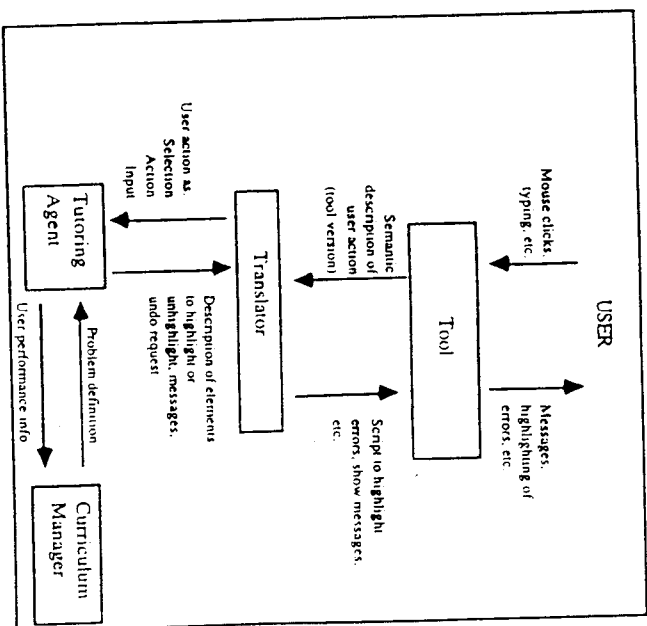 USER
Mouse clicks,
typing, etc.
Messages,
highlighting of
errors, etc
Tool
Semantic
description of
user action
(tool version)
Script to highlight
errors, show messages,
etc.
Translator
User action as.
Selection
Action
Input
Description of elements
to highlight or
unhighlight, messages,
undo request
Tutoring
Agent
Problem definition
User performance info
Curriculum
Manager